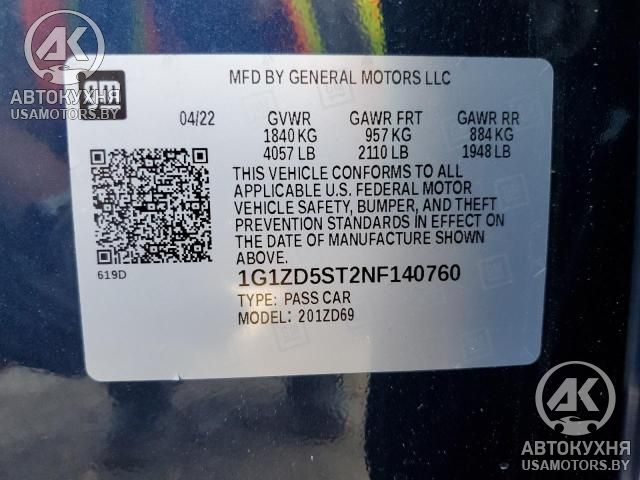 АВТОКУХНЯ
USAMOTORS.BY
gm
MFD BY GENERAL MOTORS LLC
04/22 GVWR GAWR FRT GAWR RR
1840 KG 957 KG 884 KG
4057 LB 2110 LB 1948 LB
THIS VEHICLE CONFORMS TO ALL
APPLICABLE U.S. FEDERAL MOTOR
VEHICLE SAFETY, BUMPER, AND THEFT
PREVENTION STANDARDS IN EFFECT ON
THE DATE OF MANUFACTURE SHOWN
ABOVE.
619D
1G1ZD5ST2NF140760
TYPE: PASS CAR
MODEL: 201ZD69
АК
АВТОКУХНЯ
USAMOTORS.BY